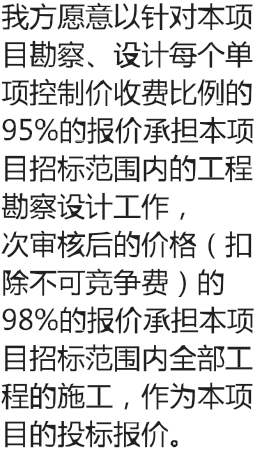 我方愿意以针对本项
目勘察、设计每个单
项控制价收费比例的
95%的报价承担本项
目招标范围内的工程
勘察设计工作，
次审核后的价格（扣
除不可竞争费）的
98%的报价承担本项
目招标范围内全部工
程的施工，作为本项
目的投标报价。